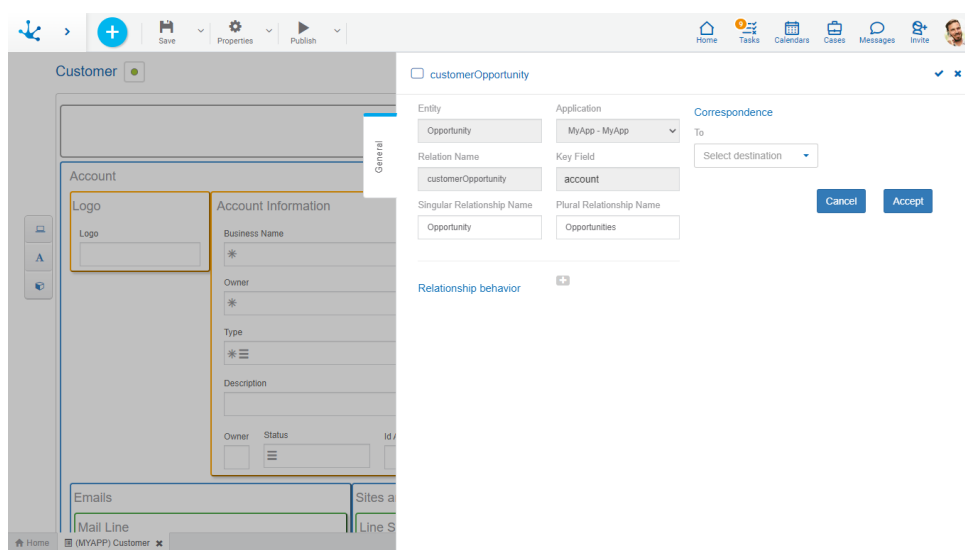 Save
Properties
Publish
Home
9
Tasks
Calendars
Cases
Messages
Invite
Customer
customerOpportunity
General
Entity
Application
Opportunity
MyApp - MyApp
Relation Name
Key Field
customerOpportunity
account
Singular Relationship Name
Plural Relationship Name
Opportunity
Opportunities
Relationship behavior
Correspondence
To
Select destination
Cancel
Accept
Account
Logo
Logo
Account Information
Business Name
Owner
Type
Description
Owner
Status
Id
A
Emails
Mail Line
Sites
Line
Home
(MYAPP) Customer